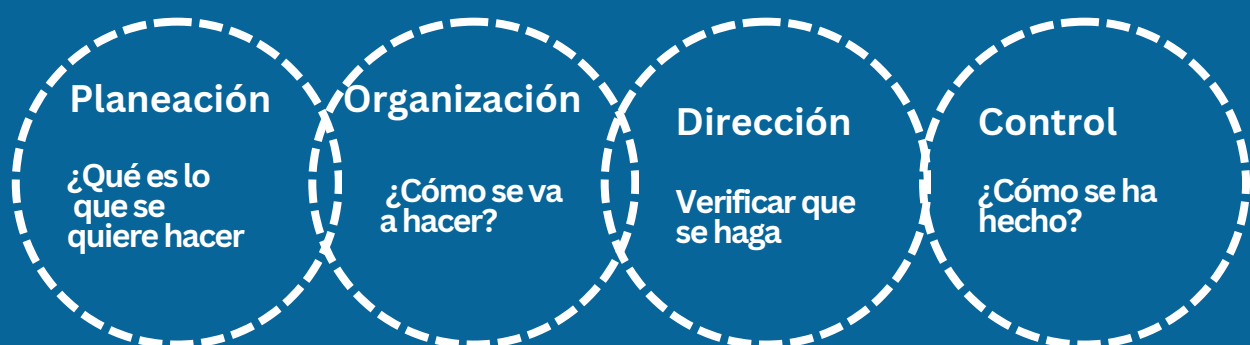 Planeación
¿Qué es lo
que se
quiere hacer
Organización
¿Cómo se va
a hacer?
Dirección
Verificar que
se haga
Control
¿Cómo se ha
hecho?